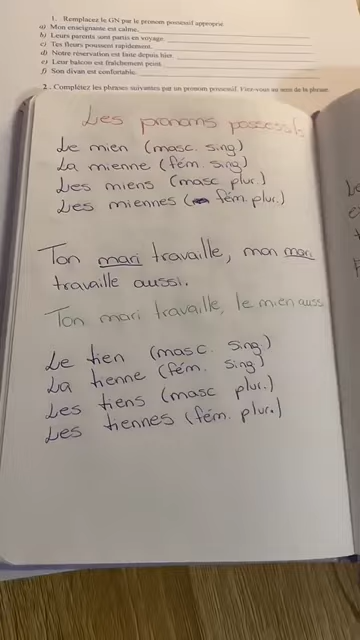 1. Remplacez le GN par le pronom possessif approprié
a) Mon enseignante est calme.
b) Leurs parents sont partis en voyage.
c) Tes fleurs poussent rapidement.
d) Notre réservation est faite depuis hier.
e) Leur balcon est fraîchement peint.
f) Son divan est confortable.
2. Complétez les phrases suivantes par un pronom possessif. Fiez-vous au sens de la phrase.
Les pronoms possessifs
Le mien (masc. sing)
La mienne (fém. sing)
Les miens (masc plur.)
Les miennes (fém. plur.)
Ton mari travaille, mon mari
travaille aussi.
Ton mari travaille, le mien aussi
Le tien (masc. sing.)
La tienne (fém. sing)
Les tiens (masc plur.)
Les tiennes (fém. plur.)